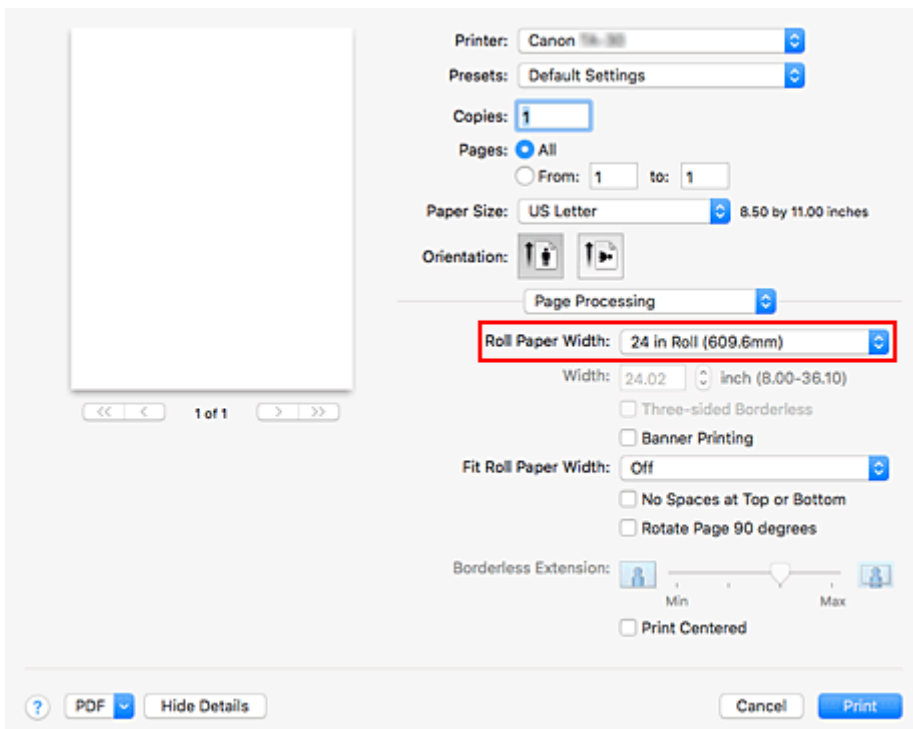 Printer: Canon
Presets: Default Settings
Copies: 1
Pages: All
From: 1 to: 1
Paper Size: US Letter 8.50 by 11.00 inches
Orientation:
Page Processing
Roll Paper Width: 24 in Roll (609.6mm)
Width: 24.02 inch (8.00-36.10)
Three-sided Borderless
Banner Printing
Fit Roll Paper Width: Off
No Spaces at Top or Bottom
Rotate Page 90 degrees
Borderless Extension:
Min Max
Print Centered
1 of 1
? PDF Hide Details Cancel Print